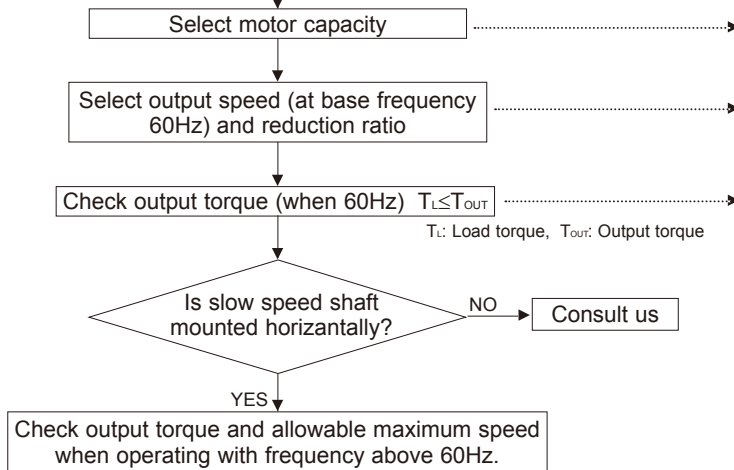 Select motor capacity
Select output speed (at base frequency
60Hz) and reduction ratio
Check output torque (when 60Hz) TL≤TOUT
TL: Load torque, TOUT: Output torque
Is slow speed shaft
mounted horizantally?
NO
Consult us
YES
Check output torque and allowable maximum speed
when operating with frequency above 60Hz.